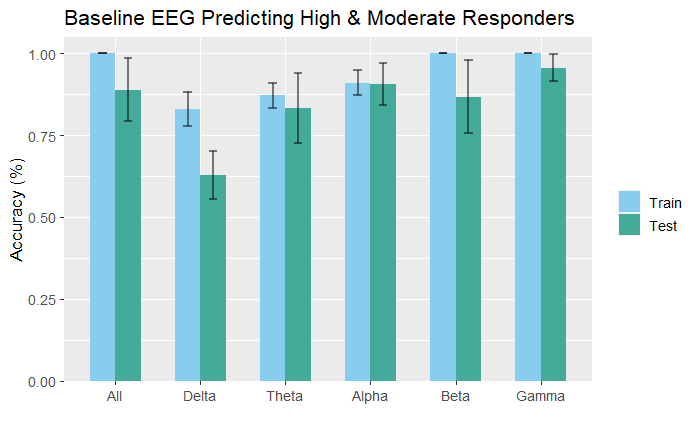 Baseline EEG Predicting High & Moderate Responders
Accuracy (%)
1.00
0.75
0.50
0.25
0.00
All Delta Theta Alpha Beta Gamma
Train
Test